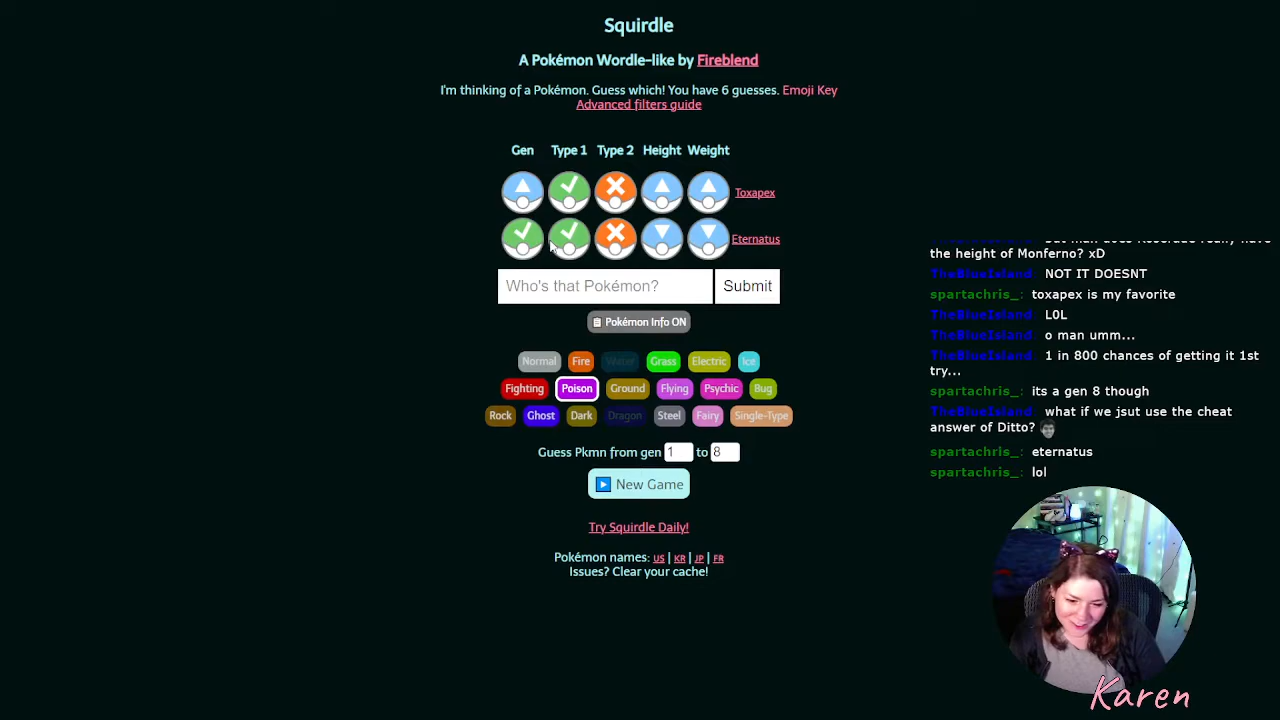 Squirdle
A Pokémon Wordle-like by Fireblend
I'm thinking of a Pokémon. Guess which! You have 6 guesses. Emoji Key
Advanced filters guide
Gen Type 1 Type 2 Height Weight
Toxapex
Eternatus
Who's that Pokémon? Submit
Pokémon Info ON
Normal Fire Water Grass Electric Ice
Fighting Poison Ground Flying Psychic Bug
Rock Ghost Dark Dragon Steel Fairy Single-Type
Guess Pkmn from gen 1 to 8
New Game
Try Squirdle Daily!
Pokémon names: US | KR | JP | FR
Issues? Clear your cache!
the height of Monferno? xD
TheBlueIsland: NOT IT DOESNT
spartachris_: toxapex is my favorite
TheBlueIsland: L0L
TheBlueIsland: o man umm...
TheBlueIsland: 1 in 800 chances of getting it 1st
try...
spartachris_: its a gen 8 though
TheBlueIsland: what if we jsut use the cheat
answer of Ditto?
spartachris_: eternatus
spartachris_: lol
Karen